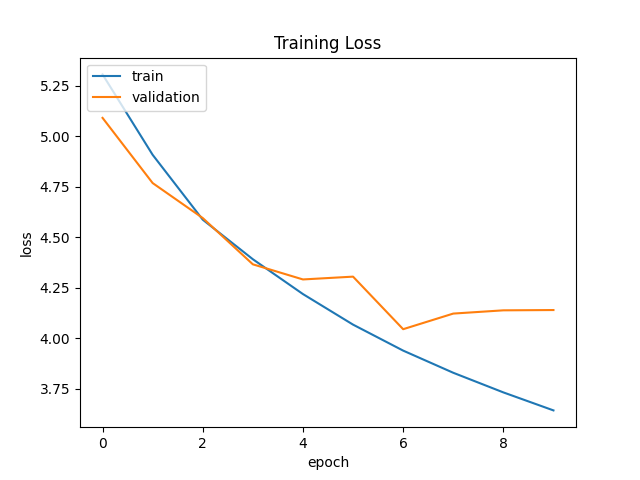 Training Loss
train
validation
5.25
5.00
4.75
4.50
4.25
4.00
3.75
loss
0 2 4 6 8
epoch